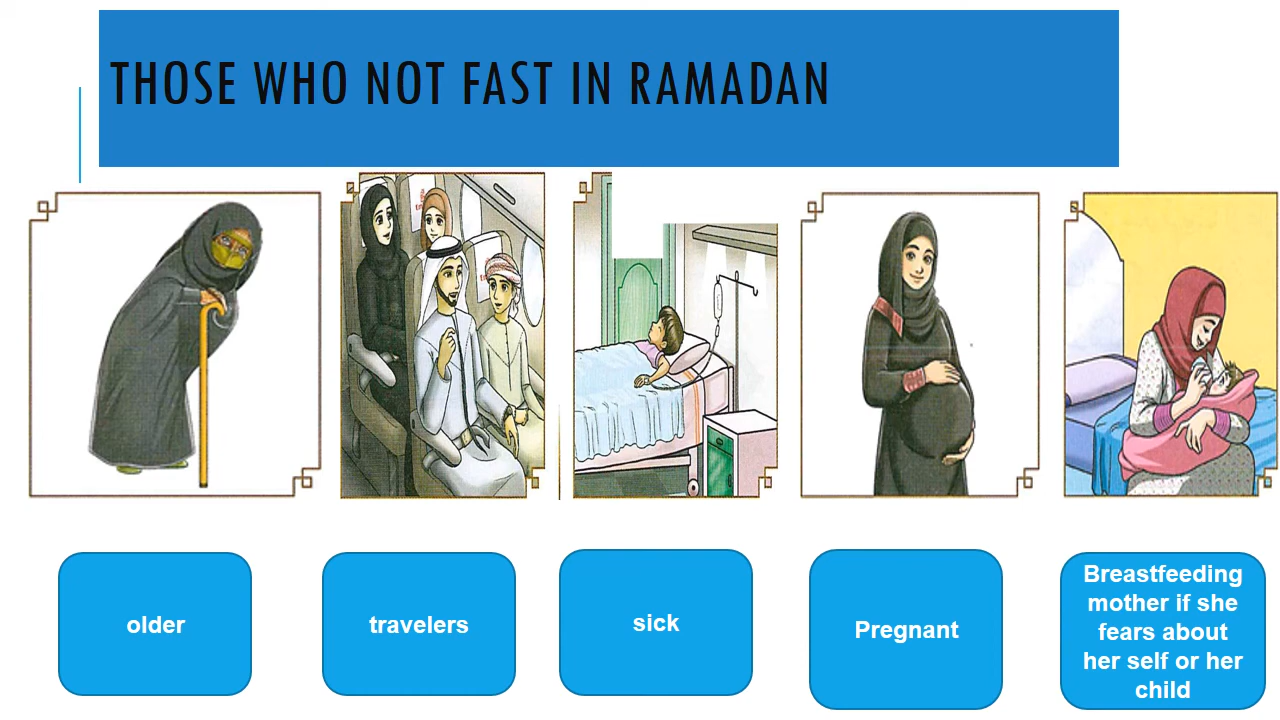 THOSE WHO NOT FAST IN RAMADAN
older
travelers
sick
Pregnant
Breastfeeding
mother if she
fears about
her self or her
child